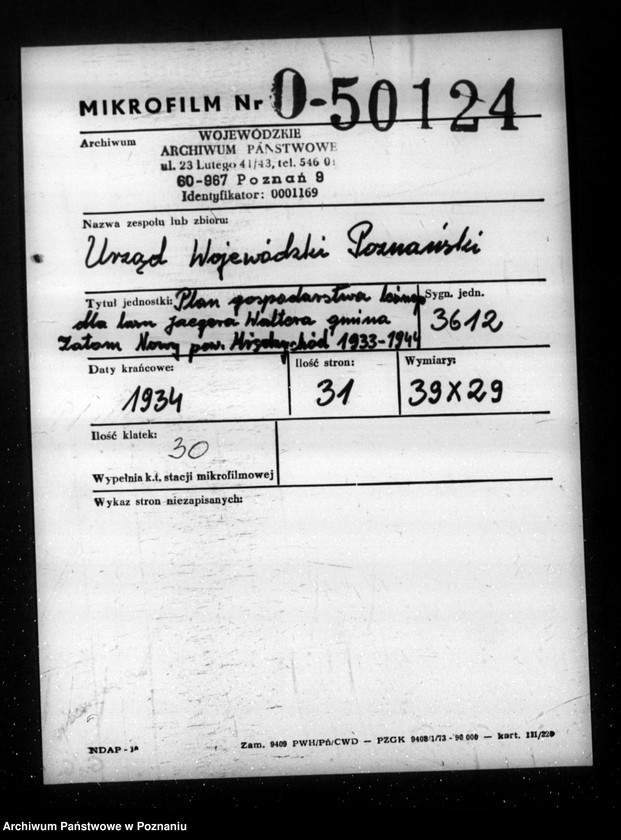 MIKROFILM Nr O-50124
Archiwum
WOJEWÓDZKIE
ARCHIWUM PAŃSTWOWE
ul. 23 Lutego 41/43, tel. 546 01
60-967 Poznań 9
Identyfikator: 0001169
Nazwa zespołu lub zbioru:
Urząd Wojewódzki Poznański
Tytuł jednostki: Plan gospodarstwa leśnego
dla lasu Jaegera Waltera gmina
Zatom Nowy pow. Międzychód 1933-1944
Sygn. jedn.
3612
Daty krańcowe:
1934
Ilość stron:
31
Wymiary:
39x29
Ilość klatek:
30
Wypełnia k.t. stacji mikrofilmowej
Wykaz stron niezapisanych:
NDAP - 
Zam. 9409 PWH/Pń/CWD — PZGK 9408/1/73 - 90 000 — kart. III/220
Archiwum Państwowe w Poznaniu